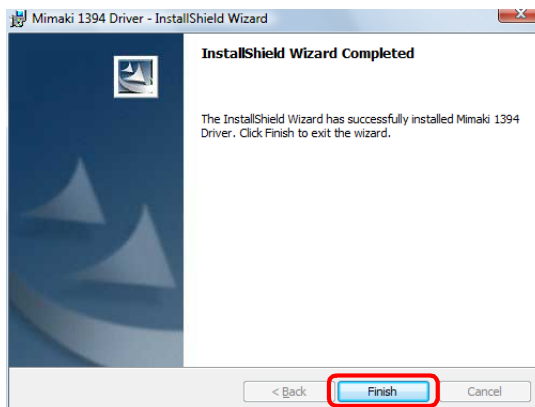 Mimaki 1394 Driver - InstallShield Wizard
InstallShield Wizard Completed
The InstallShield Wizard has successfully installed Mimaki 1394
Driver. Click Finish to exit the wizard.
< Back
Finish
Cancel